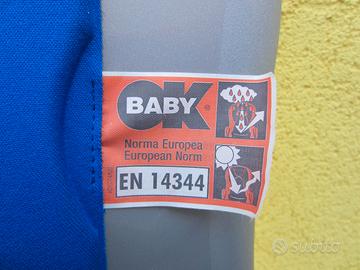 OK
BABY
®
Norma Europea
European Norm
EN 14344
subito